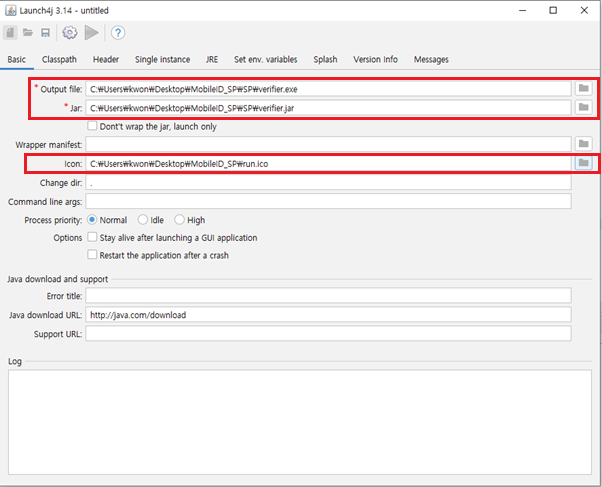 Launch4j 3.14 - untitled
Basic Classpath Header Single instance JRE Set env. variables Splash Version Info Messages
* Output file: C:₩Users₩kwon₩Desktop₩MobileID_SP₩SP₩verifier.exe
* Jar: C:₩Users₩kwon₩Desktop₩MobileID_SP₩SP₩verifier.jar
Dont't wrap the jar, launch only
Wrapper manifest:
Icon: C:₩Users₩kwon₩Desktop₩MobileID_SP₩run.ico
Change dir: .
Command line args:
Process priority: Normal Idle High
Options Stay alive after launching a GUI application
Restart the application after a crash
Java download and support
Error title:
Java download URL: http://java.com/download
Support URL:
Log